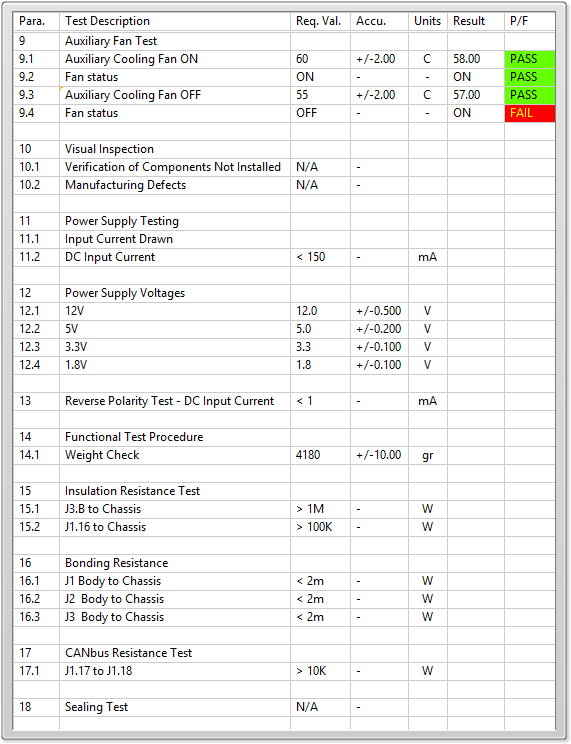 Para. Test Description Req. Val. Accu. Units Result P/F
9 Auxiliary Fan Test
9.1 Auxiliary Cooling Fan ON 60 +/-2.00 C 58.00 PASS
9.2 Fan status ON - - ON PASS
9.3 Auxiliary Cooling Fan OFF 55 +/-2.00 C 57.00 PASS
9.4 Fan status OFF - - ON FAIL
10 Visual Inspection
10.1 Verification of Components Not Installed N/A -
10.2 Manufacturing Defects N/A -
11 Power Supply Testing
11.1 Input Current Drawn
11.2 DC Input Current < 150 - mA
12 Power Supply Voltages
12.1 12V 12.0 +/-0.500 V
12.2 5V 5.0 +/-0.200 V
12.3 3.3V 3.3 +/-0.100 V
12.4 1.8V 1.8 +/-0.100 V
13 Reverse Polarity Test - DC Input Current < 1 - mA
14 Functional Test Procedure
14.1 Weight Check 4180 +/-10.00 gr
15 Insulation Resistance Test
15.1 J3.B to Chassis > 1M - W
15.2 J1.16 to Chassis > 100K - W
16 Bonding Resistance
16.1 J1 Body to Chassis < 2m - W
16.2 J2 Body to Chassis < 2m - W
16.3 J3 Body to Chassis < 2m - W
17 CANbus Resistance Test
17.1 J1.17 to J1.18 > 10K - W
18 Sealing Test N/A -